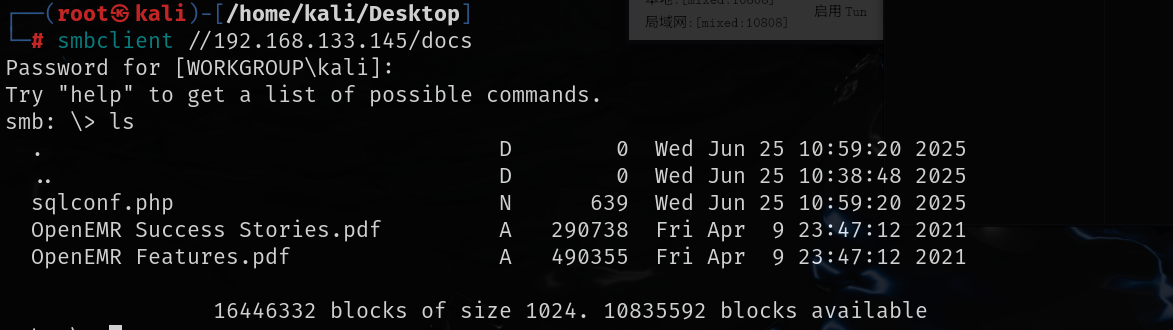 ┌──(root㉿kali)-[/home/kali/Desktop]
└─# smbclient //192.168.133.145/docs
Password for [WORKGROUP\kali]:
Try "help" to get a list of possible commands.
smb: \> ls
  .                                   D        0  Wed Jun 25 10:59:20 2025
  ..                                  D        0  Wed Jun 25 10:38:48 2025
  sqlconf.php                         N      639  Wed Jun 25 10:59:20 2025
  OpenEMR Success Stories.pdf         A   290738  Fri Apr  9 23:47:12 2021
  OpenEMR Features.pdf                A   490355  Fri Apr  9 23:47:12 2021
                16446332 blocks of size 1024. 10835592 blocks available
:[mixed:10808]
启用 Tun
局域网:[mixed:10808]